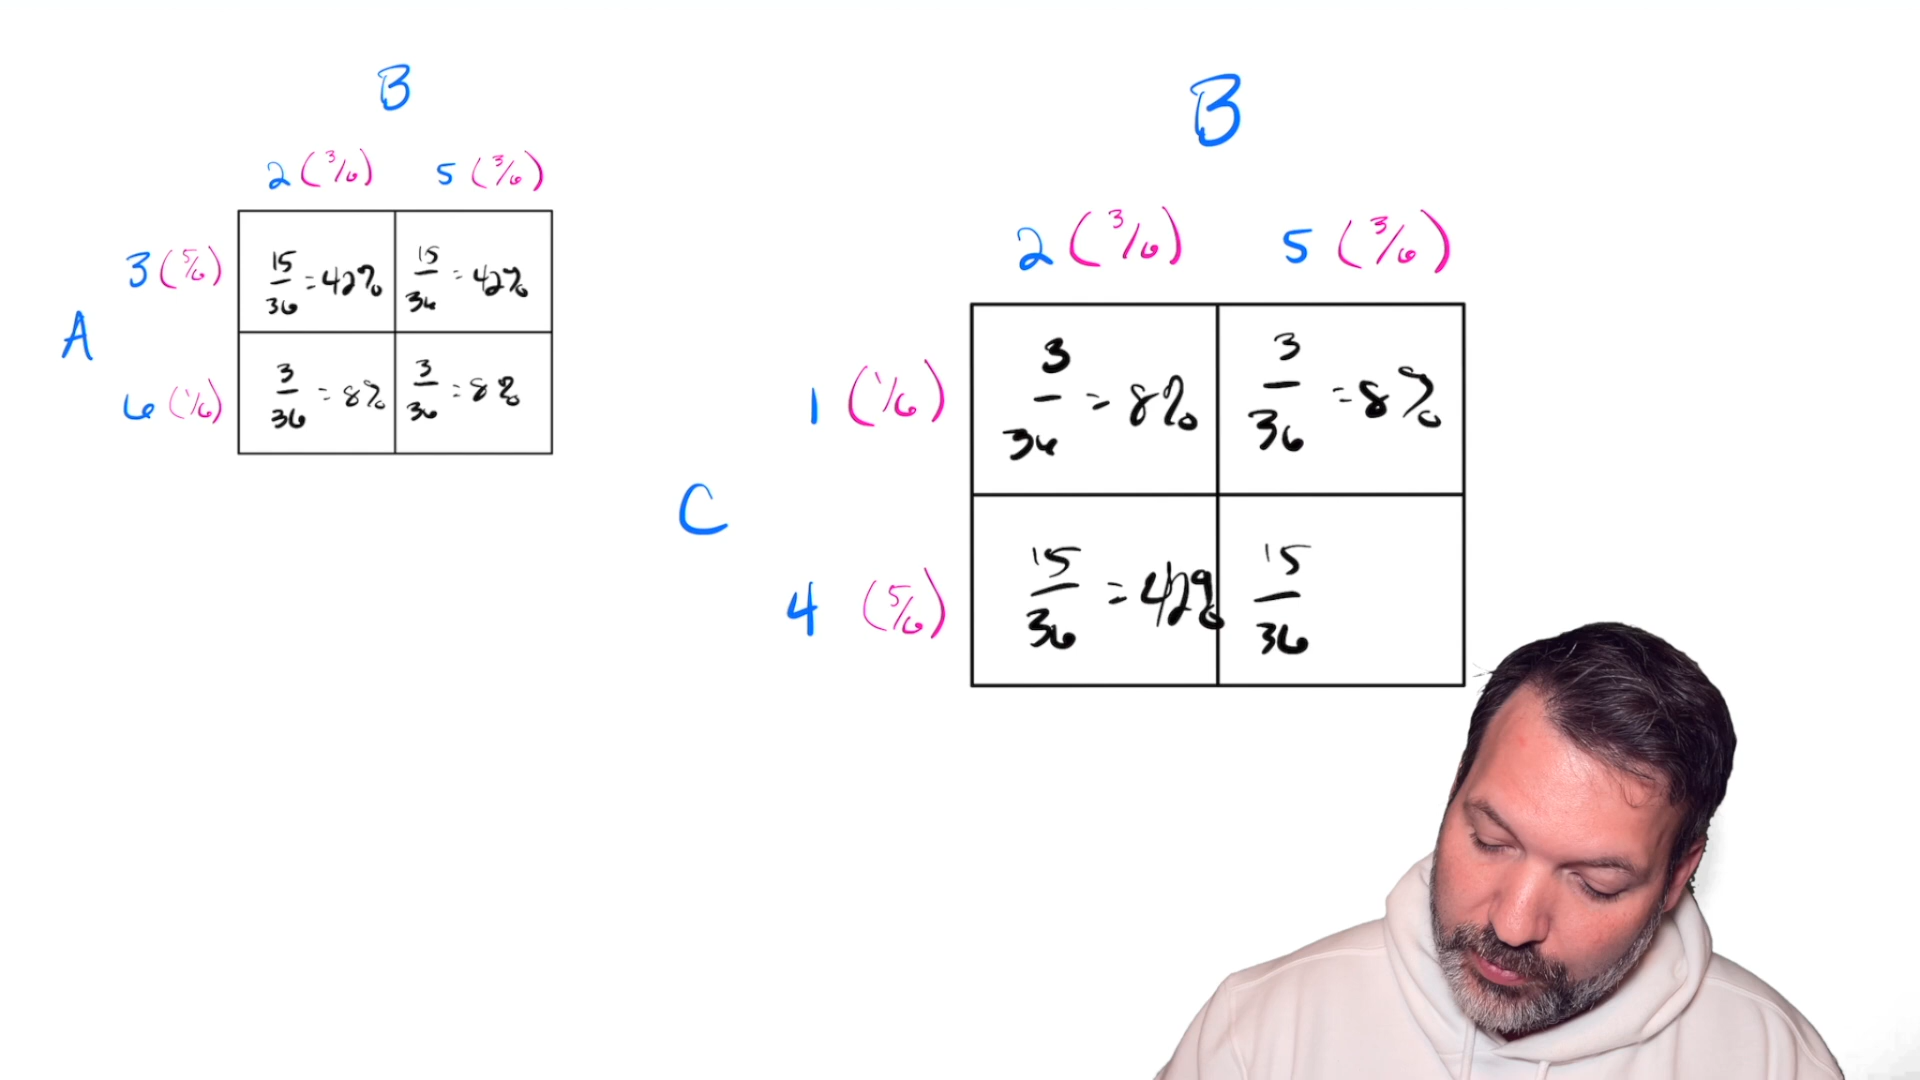 B
2 (3/6) 5 (3/6)
3 (5/6) 15/36 = 42% 15/36 = 42%
A
6 (1/6) 3/36 = 8% 3/36 = 8%
B
2 (3/6) 5 (3/6)
1 (1/6) 3/36 = 8% 3/36 = 8%
C
4 (5/6) 15/36 = 42% 15/36